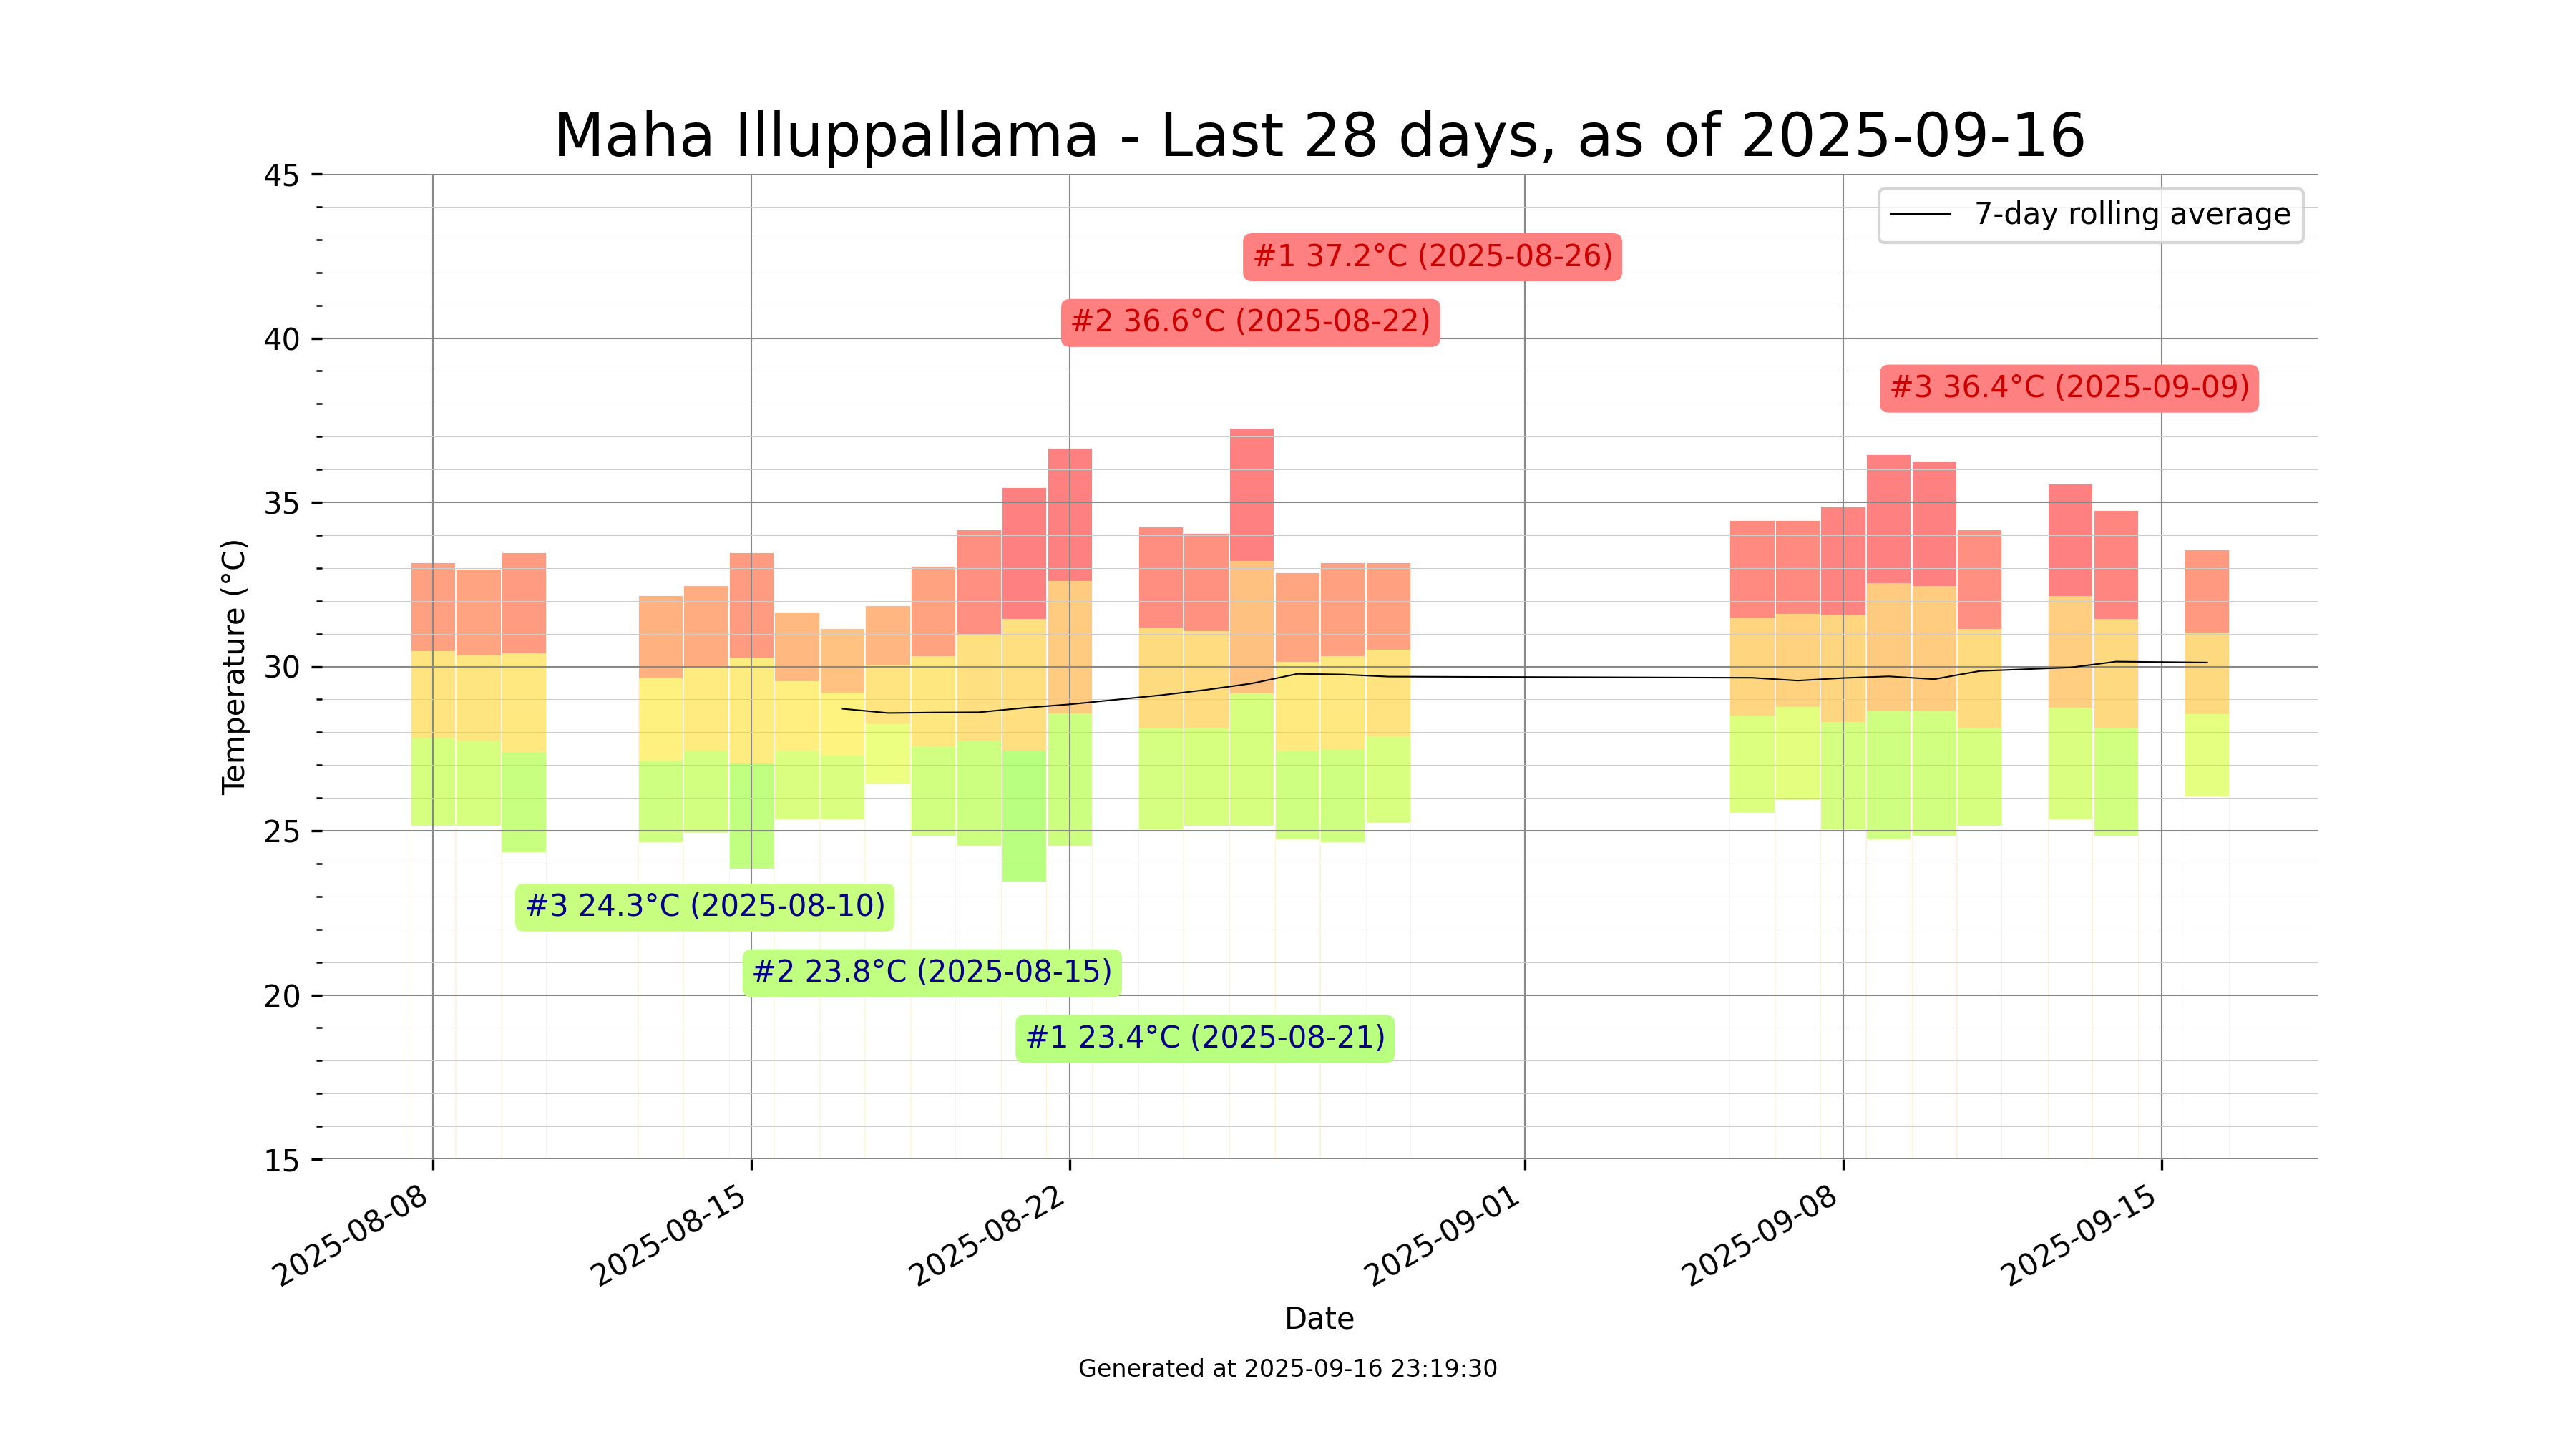 Maha Illuppallama - Last 28 days, as of 2025-09-16
45
7-day rolling average
#1 37.2°C (2025-08-26)
#2 36.6°C (2025-08-22)
40
#3 36.4°C (2025-09-09)
35
30
Temperature (°C)
25
#3 24.3°C (2025-08-10)
#2 23.8°C (2025-08-15)
20
#1 23.4°C (2025-08-21)
15
2025-08-08
2025-08-15
2025-08-22
2025-09-01
2025-09-08
2025-09-15
Date
Generated at 2025-09-16 23:19:30